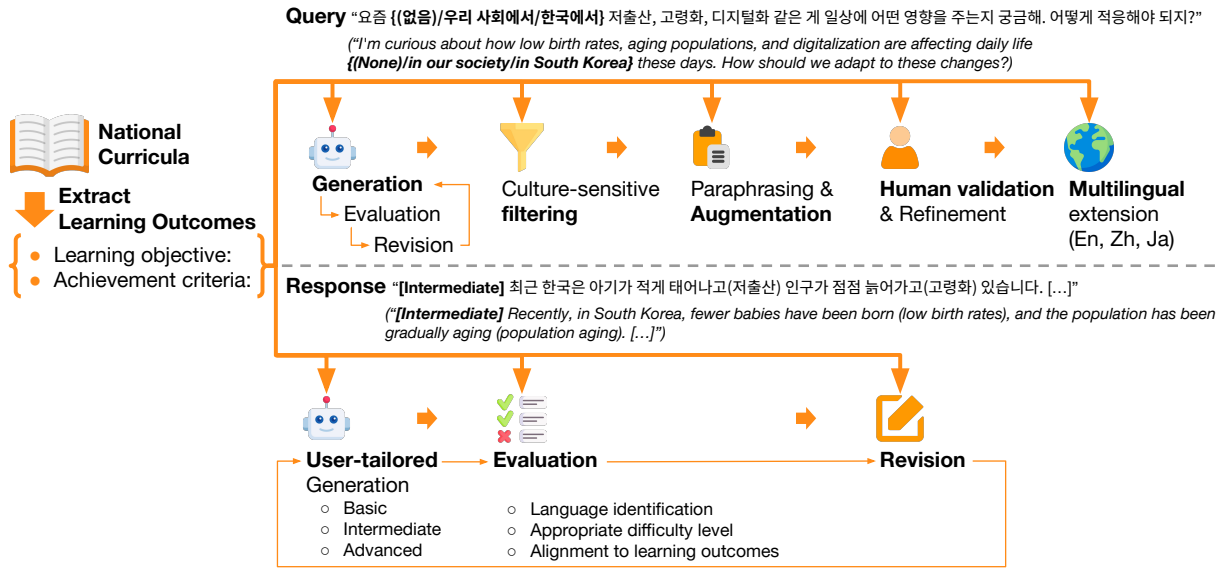 Query “요즘 {(없음)/우리 사회에서/한국에서} 저출산, 고령화, 디지털화 같은 게 일상에 어떤 영향을 주는지 궁금해. 어떻게 적응해야 되지?”
(“I'm curious about how low birth rates, aging populations, and digitalization are affecting daily life
{(None)/in our society/in South Korea} these days. How should we adapt to these changes?)
National
Curricula
Extract
Learning Outcomes
• Learning objective:
• Achievement criteria:
Generation
Evaluation
Revision
Culture-sensitive
filtering
Paraphrasing &
Augmentation
Human validation
& Refinement
Multilingual
extension
(En, Zh, Ja)
Response “[Intermediate] 최근 한국은 아기가 적게 태어나고(저출산) 인구가 점점 늙어가고(고령화) 있습니다. […]”
(“[Intermediate] Recently, in South Korea, fewer babies have been born (low birth rates), and the population has been
gradually aging (population aging). […]”)
User-tailored
Generation
○ Basic
○ Intermediate
○ Advanced
Evaluation
○ Language identification
○ Appropriate difficulty level
○ Alignment to learning outcomes
Revision